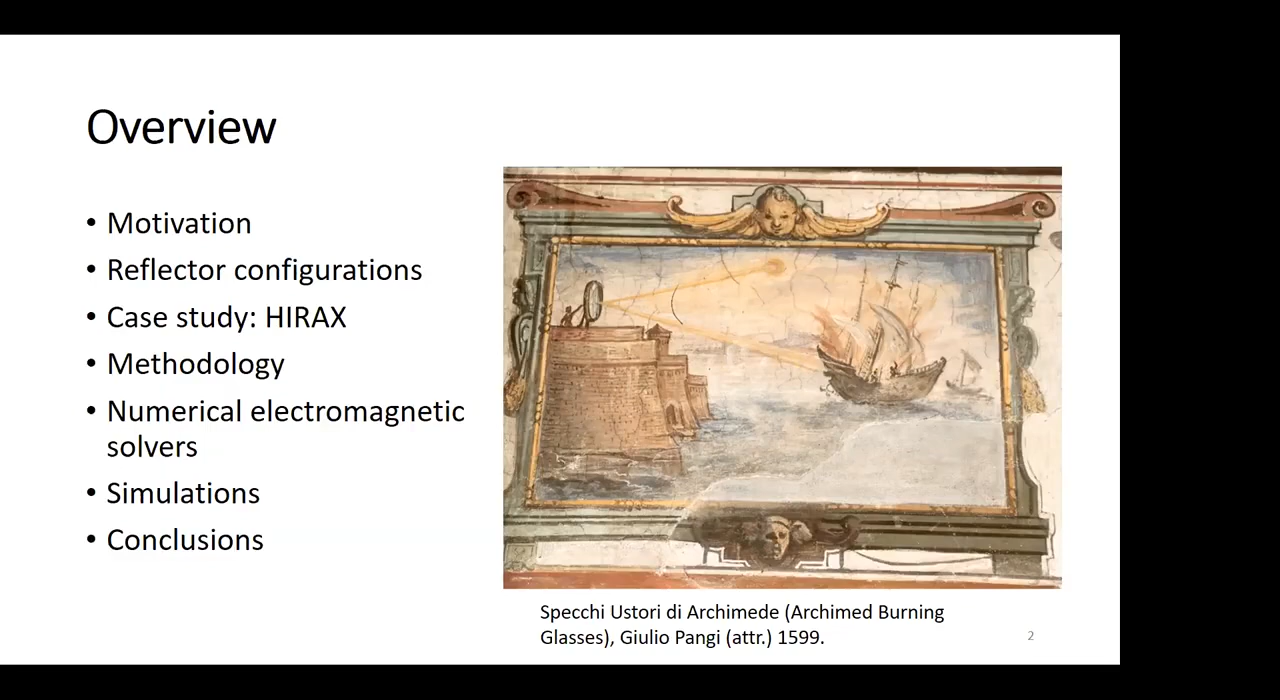 Overview
• Motivation
• Reflector configurations
• Case study: HIRAX
• Methodology
• Numerical electromagnetic
solvers
• Simulations
• Conclusions
Specchi Ustori di Archimede (Archimed Burning
Glasses), Giulio Pangi (attr.) 1599.
2